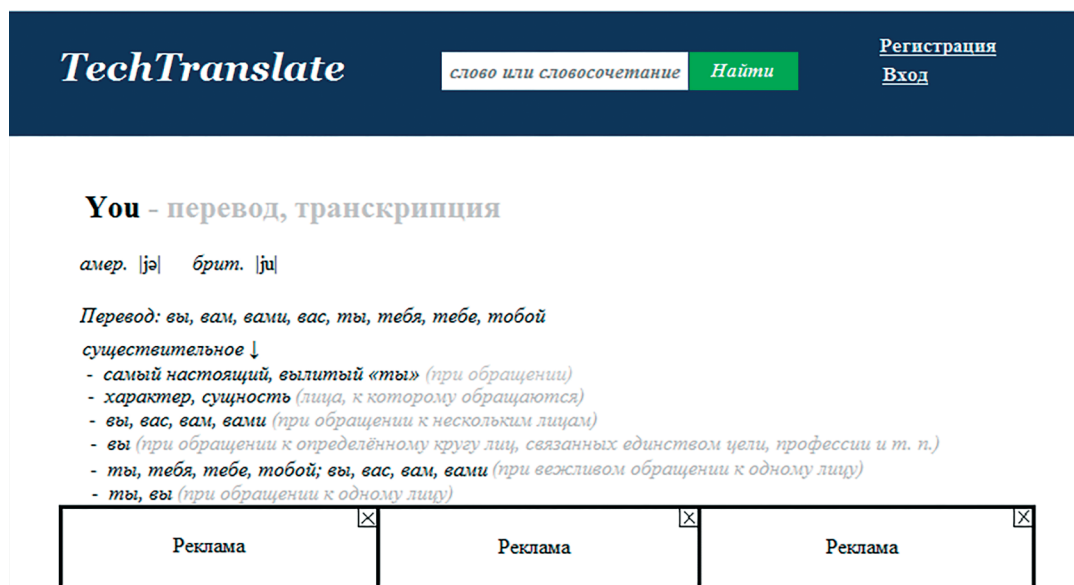 TechTranslate
слово или словосочетание
Найти
Регистрация
Вход
You - перевод, транскрипция
амер. |jə| брит. |ju|
Перевод: вы, вам, вами, вас, ты, тебя, тебе, тобой
существительное ↓
- самый настоящий, вылитый «ты» (при обращении)
- характер, сущность (лица, к которому обращаются)
- вы, вас, вам, вами (при обращении к нескольким лицам)
- вы (при обращении к определённому кругу лиц, связанных единством цели, профессии и т. п.)
- ты, тебя, тебе, тобой; вы, вас, вам, вами (при вежливом обращении к одному лицу)
- ты, вы (при обращении к одному лицу)
Реклама
Реклама
Реклама